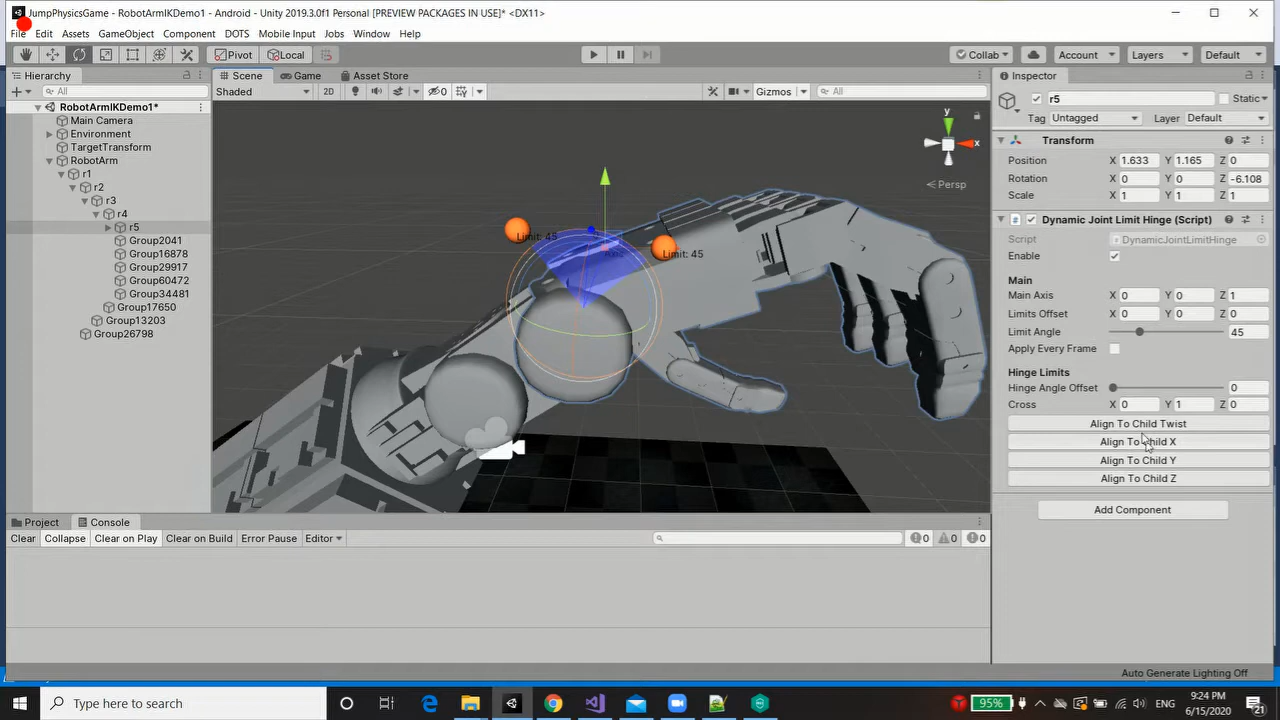 JumpPhysicsGame - RobotArmIKDemo1 - Android - Unity 2019.3.0f1 Personal [PREVIEW PACKAGES IN USE]* <DX11>
File Edit Assets GameObject Component DOTS Mobile Input Jobs Window Help
Pivot Local Collab Account Layers Default
Hierarchy Scene Game Asset Store Inspector
All Shaded 2D 0 Gizmos All
r5 Static
RobotArmIKDemo1*
Main Camera
Environment
TargetTransform
RobotArm
r1
r2
r3
r4
r5
Group2041
Group16878
Group29917
Group60472
Group34481
Group17650
Group13203
Group26798
y
x
Persp
Limit: 45
Limit: 45
Axis
Tag Untagged Layer Default
Transform
Position X 1.633 Y 1.165 Z 0
Rotation X 0 Y 0 Z -6.108
Scale X 1 Y 1 Z 1
Dynamic Joint Limit Hinge (Script)
Script DynamicJointLimitHinge
Enable
Main
Main Axis X 0 Y 0 Z 1
Limits Offset X 0 Y 0 Z 0
Limit Angle 45
Apply Every Frame
Hinge Limits
Hinge Angle Offset 0
Cross X 0 Y 1 Z 0
Align To Child Twist
Align To Child X
Align To Child Y
Align To Child Z
Add Component
Project Console
Clear Collapse Clear on Play Clear on Build Error Pause Editor 0 0 0
Auto Generate Lighting Off
Type here to search
95%
ENG
9:24 PM
6/15/2020
21